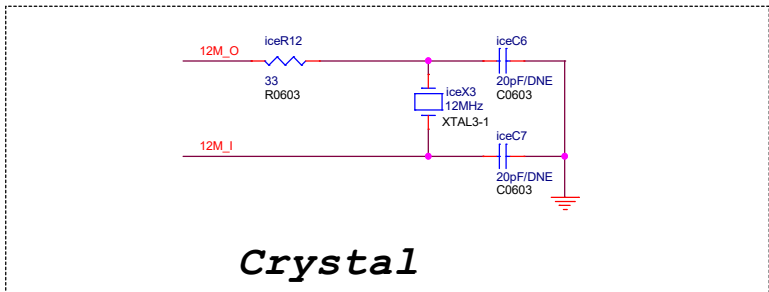 iceR12
iceC6
12M_O
33
R0603
20pF/DNE
C0603
iceX3
12MHz
XTAL3-1
12M_I
iceC7
20pF/DNE
C0603
Crystal